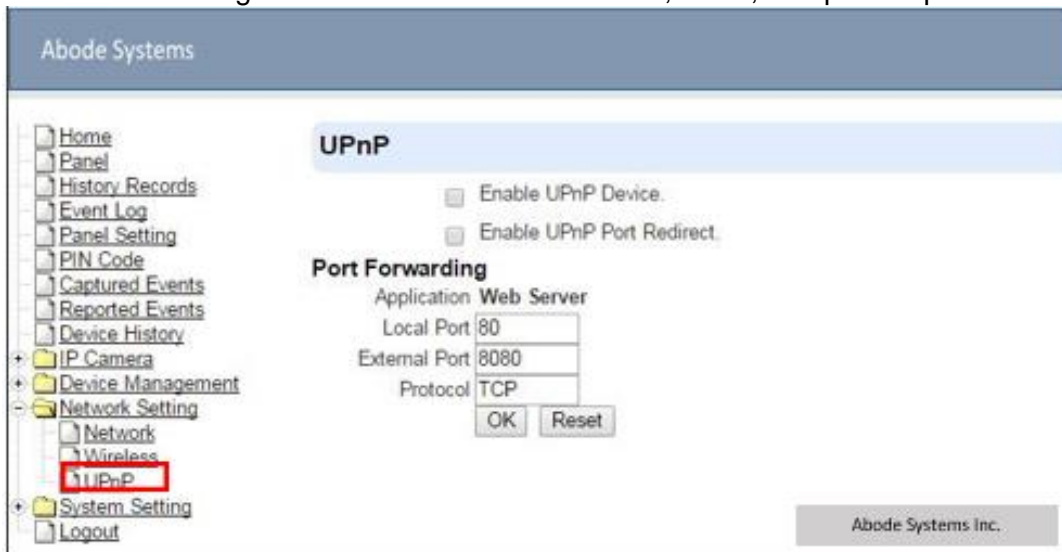 Abode Systems
Home
Panel
History Records
Event Log
Panel Setting
PIN Code
Captured Events
Reported Events
Device History
IP Camera
Device Management
Network Setting
Network
Wireless
UPnP
System Setting
Logout
UPnP
Enable UPnP Device.
Enable UPnP Port Redirect.
Port Forwarding
Application Web Server
Local Port 80
External Port 8080
Protocol TCP
OK Reset
Abode Systems Inc.